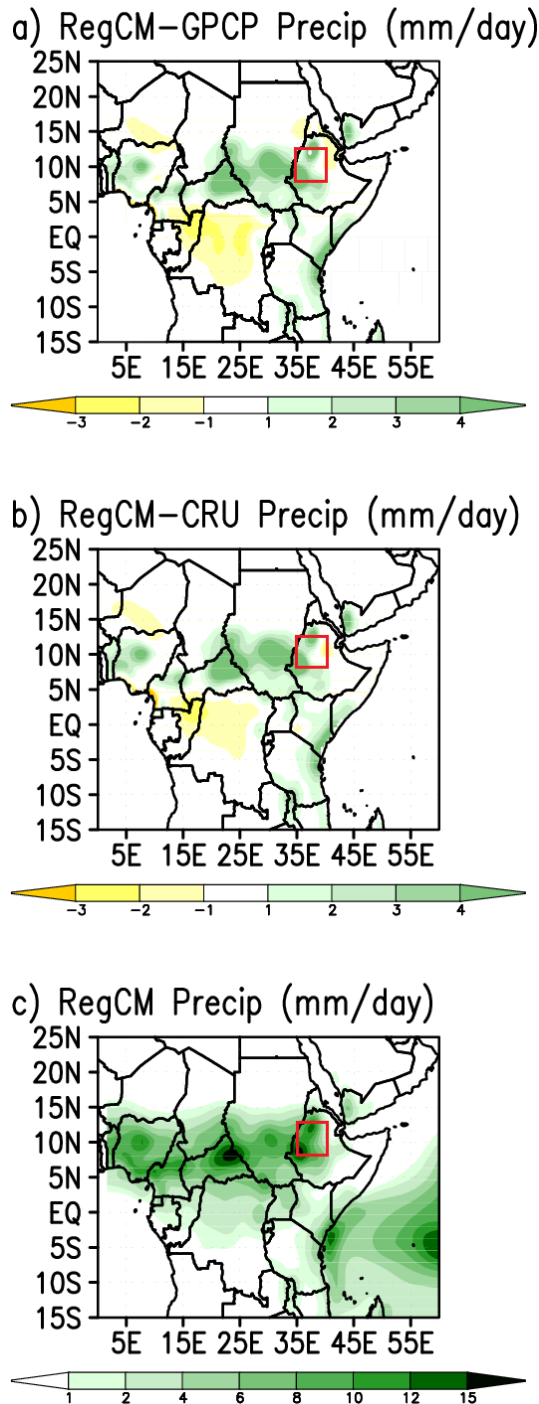 a) RegCM-GPCP Precip (mm/day)
25N
20N
15N
10N
5N
EQ
5S
10S
15S
5E 15E 25E 35E 45E 55E
-3 -2 -1 1 2 3 4
b) RegCM-CRU Precip (mm/day)
25N
20N
15N
10N
5N
EQ
5S
10S
15S
5E 15E 25E 35E 45E 55E
-3 -2 -1 1 2 3 4
c) RegCM Precip (mm/day)
25N
20N
15N
10N
5N
EQ
5S
10S
15S
5E 15E 25E 35E 45E 55E
1 2 4 6 8 10 12 15